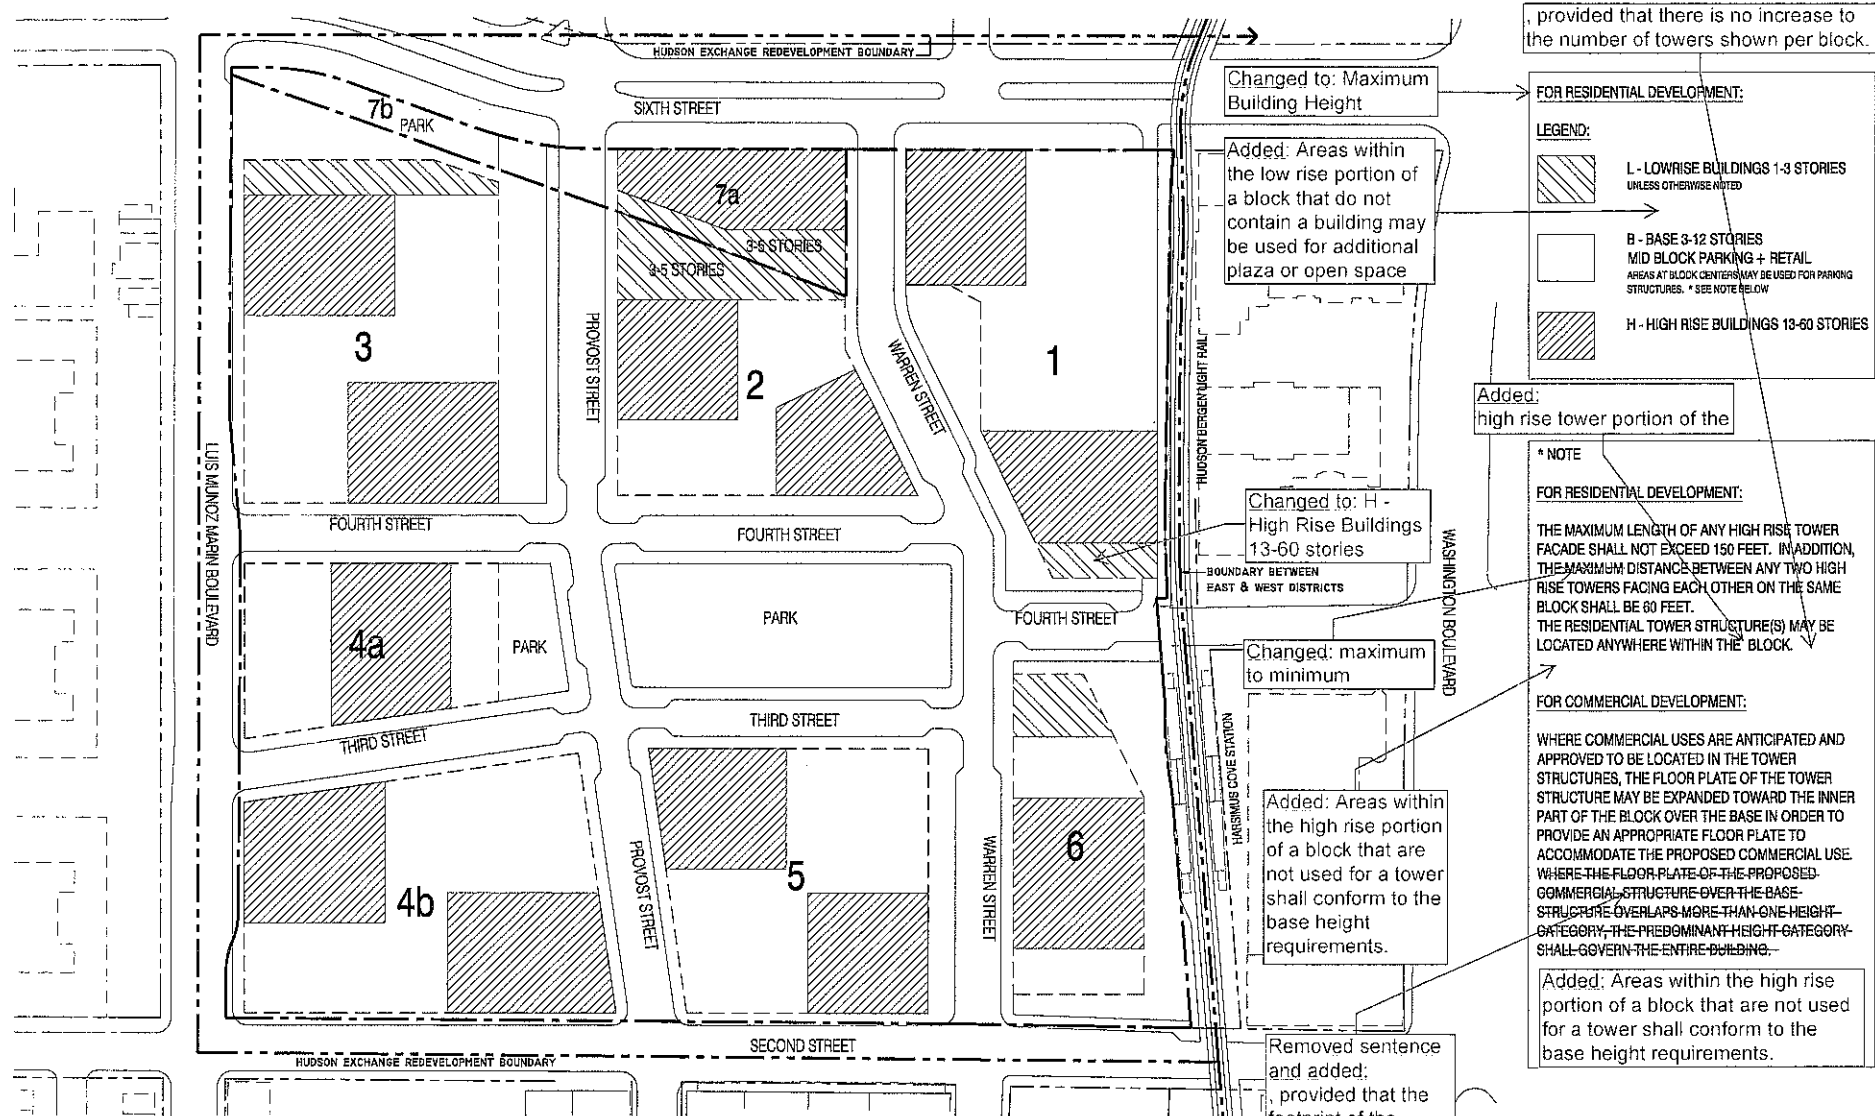 , provided that there is no increase to
the number of towers shown per block.
HUDSON EXCHANGE REDEVELOPMENT BOUNDARY
Changed to: Maximum
Building Height
FOR RESIDENTIAL DEVELOPMENT:
LEGEND:
L - LOWRISE BUILDINGS 1-3 STORIES
UNLESS OTHERWISE NOTED
B - BASE 3-12 STORIES
MID BLOCK PARKING + RETAIL
AREAS AT BLOCK CENTERS MAY BE USED FOR PARKING
STRUCTURES. * SEE NOTE BELOW
H - HIGH RISE BUILDINGS 13-60 STORIES
7b
PARK
SIXTH STREET
Added: Areas within
the low rise portion of
a block that do not
contain a building may
be used for additional
plaza or open space
7a
3-5 STORIES
3-5 STORIES
3
PROVOST STREET
2
WARREN STREET
1
HUDSON BERGEN LIGHT RAIL
Added:
high rise tower portion of the
LUIS MUNOZ MARIN BOULEVARD
FOURTH STREET
FOURTH STREET
Changed to: H -
High Rise Buildings
13-60 stories
BOUNDARY BETWEEN
EAST & WEST DISTRICTS
WASHINGTON BOULEVARD
* NOTE
FOR RESIDENTIAL DEVELOPMENT:
THE MAXIMUM LENGTH OF ANY HIGH RISE TOWER
FACADE SHALL NOT EXCEED 150 FEET. IN ADDITION,
THE MAXIMUM DISTANCE BETWEEN ANY TWO HIGH
RISE TOWERS FACING EACH OTHER ON THE SAME
BLOCK SHALL BE 60 FEET.
THE RESIDENTIAL TOWER STRUCTURE(S) MAY BE
LOCATED ANYWHERE WITHIN THE BLOCK.
FOR COMMERCIAL DEVELOPMENT:
WHERE COMMERCIAL USES ARE ANTICIPATED AND
APPROVED TO BE LOCATED IN THE TOWER
STRUCTURES, THE FLOOR PLATE OF THE TOWER
STRUCTURE MAY BE EXPANDED TOWARD THE INNER
PART OF THE BLOCK OVER THE BASE IN ORDER TO
PROVIDE AN APPROPRIATE FLOOR PLATE TO
ACCOMMODATE THE PROPOSED COMMERCIAL USE.
WHERE THE FLOOR PLATE OF THE PROPOSED
COMMERCIAL STRUCTURE OVER THE BASE
STRUCTURE OVERLAPS MORE THAN ONE HEIGHT
CATEGORY, THE PREDOMINANT HEIGHT CATEGORY
SHALL GOVERN THE ENTIRE BUILDING.
Added: Areas within the high rise
portion of a block that are not used
for a tower shall conform to the
base height requirements.
4a
PARK
PARK
FOURTH STREET
Changed: maximum
to minimum
THIRD STREET
THIRD STREET
HARSIMUS COVE STATION
Added: Areas within
the high rise portion
of a block that are
not used for a tower
shall conform to the
base height
requirements.
4b
PROVOST STREET
5
WARREN STREET
6
SECOND STREET
HUDSON EXCHANGE REDEVELOPMENT BOUNDARY
Removed sentence
and added:
, provided that the
footprint of the